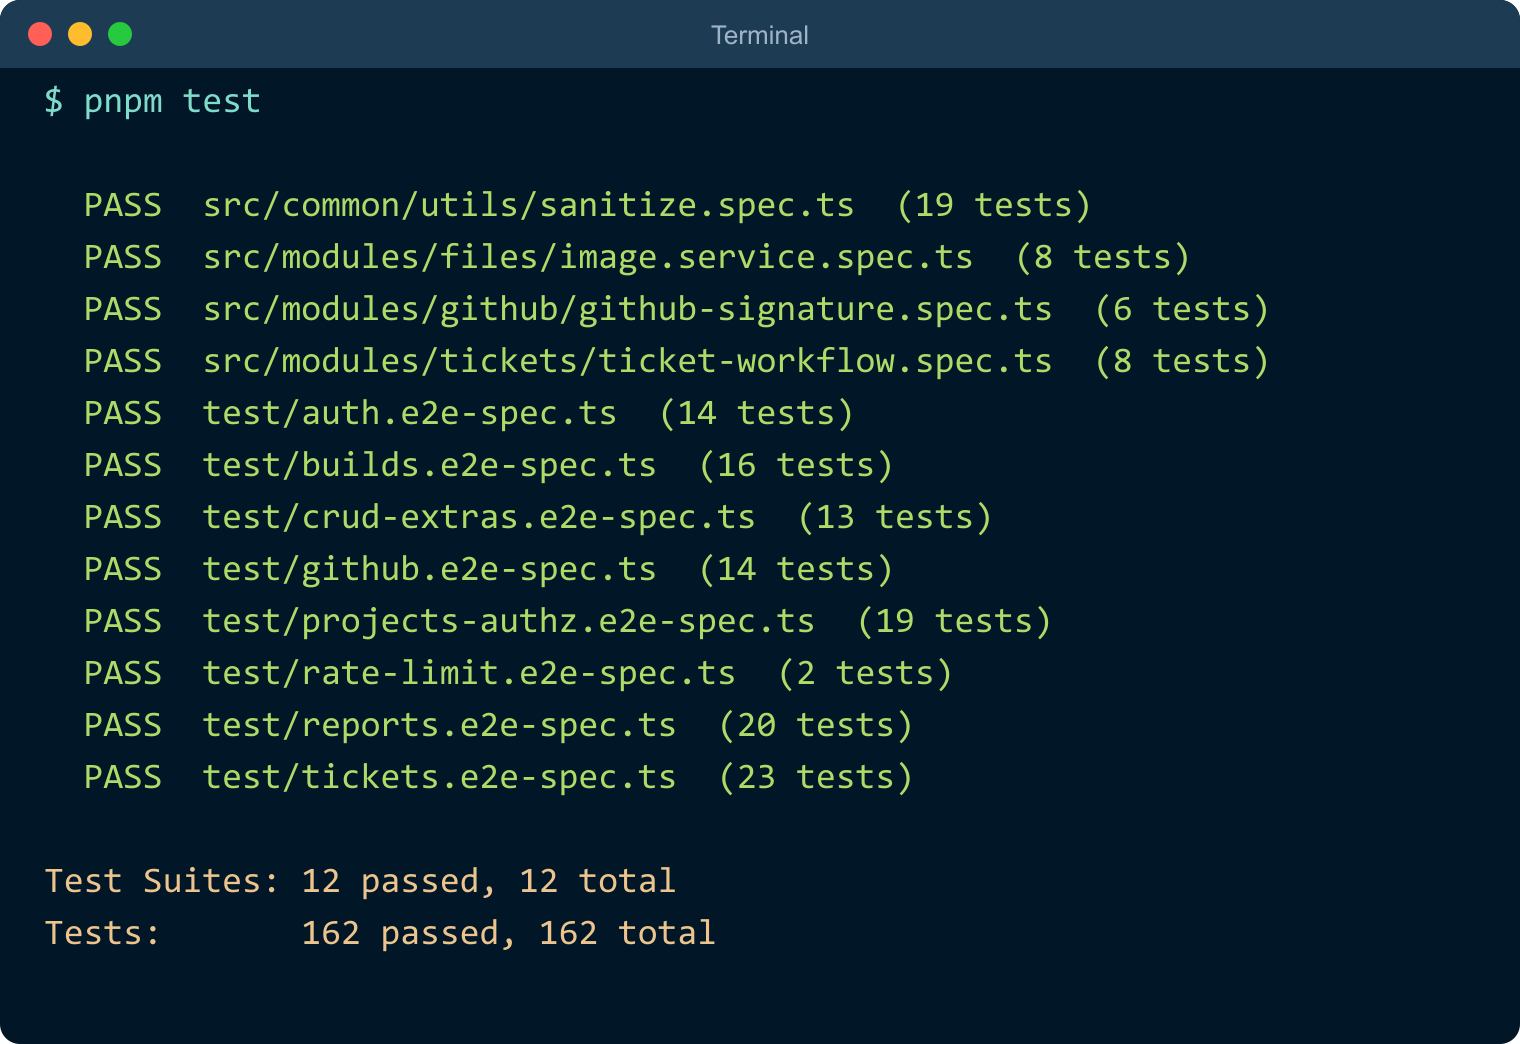 Terminal
$ pnpm test
PASS  src/common/utils/sanitize.spec.ts  (19 tests)
PASS  src/modules/files/image.service.spec.ts  (8 tests)
PASS  src/modules/github/github-signature.spec.ts  (6 tests)
PASS  src/modules/tickets/ticket-workflow.spec.ts  (8 tests)
PASS  test/auth.e2e-spec.ts  (14 tests)
PASS  test/builds.e2e-spec.ts  (16 tests)
PASS  test/crud-extras.e2e-spec.ts  (13 tests)
PASS  test/github.e2e-spec.ts  (14 tests)
PASS  test/projects-authz.e2e-spec.ts  (19 tests)
PASS  test/rate-limit.e2e-spec.ts  (2 tests)
PASS  test/reports.e2e-spec.ts  (20 tests)
PASS  test/tickets.e2e-spec.ts  (23 tests)
Test Suites: 12 passed, 12 total
Tests:       162 passed, 162 total